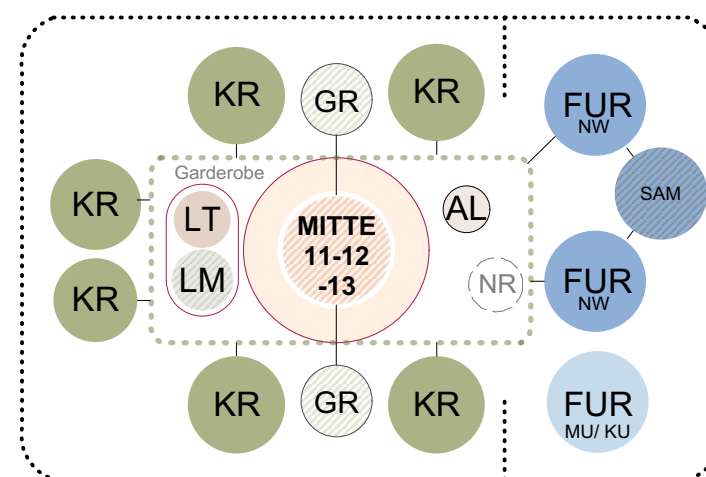 KR
GR
KR
FUR
NW
Garderobe
KR
LT
MITTE
11-12
-13
AL
SAM
KR
LM
NR
FUR
NW
KR
GR
KR
FUR
MU/ KU